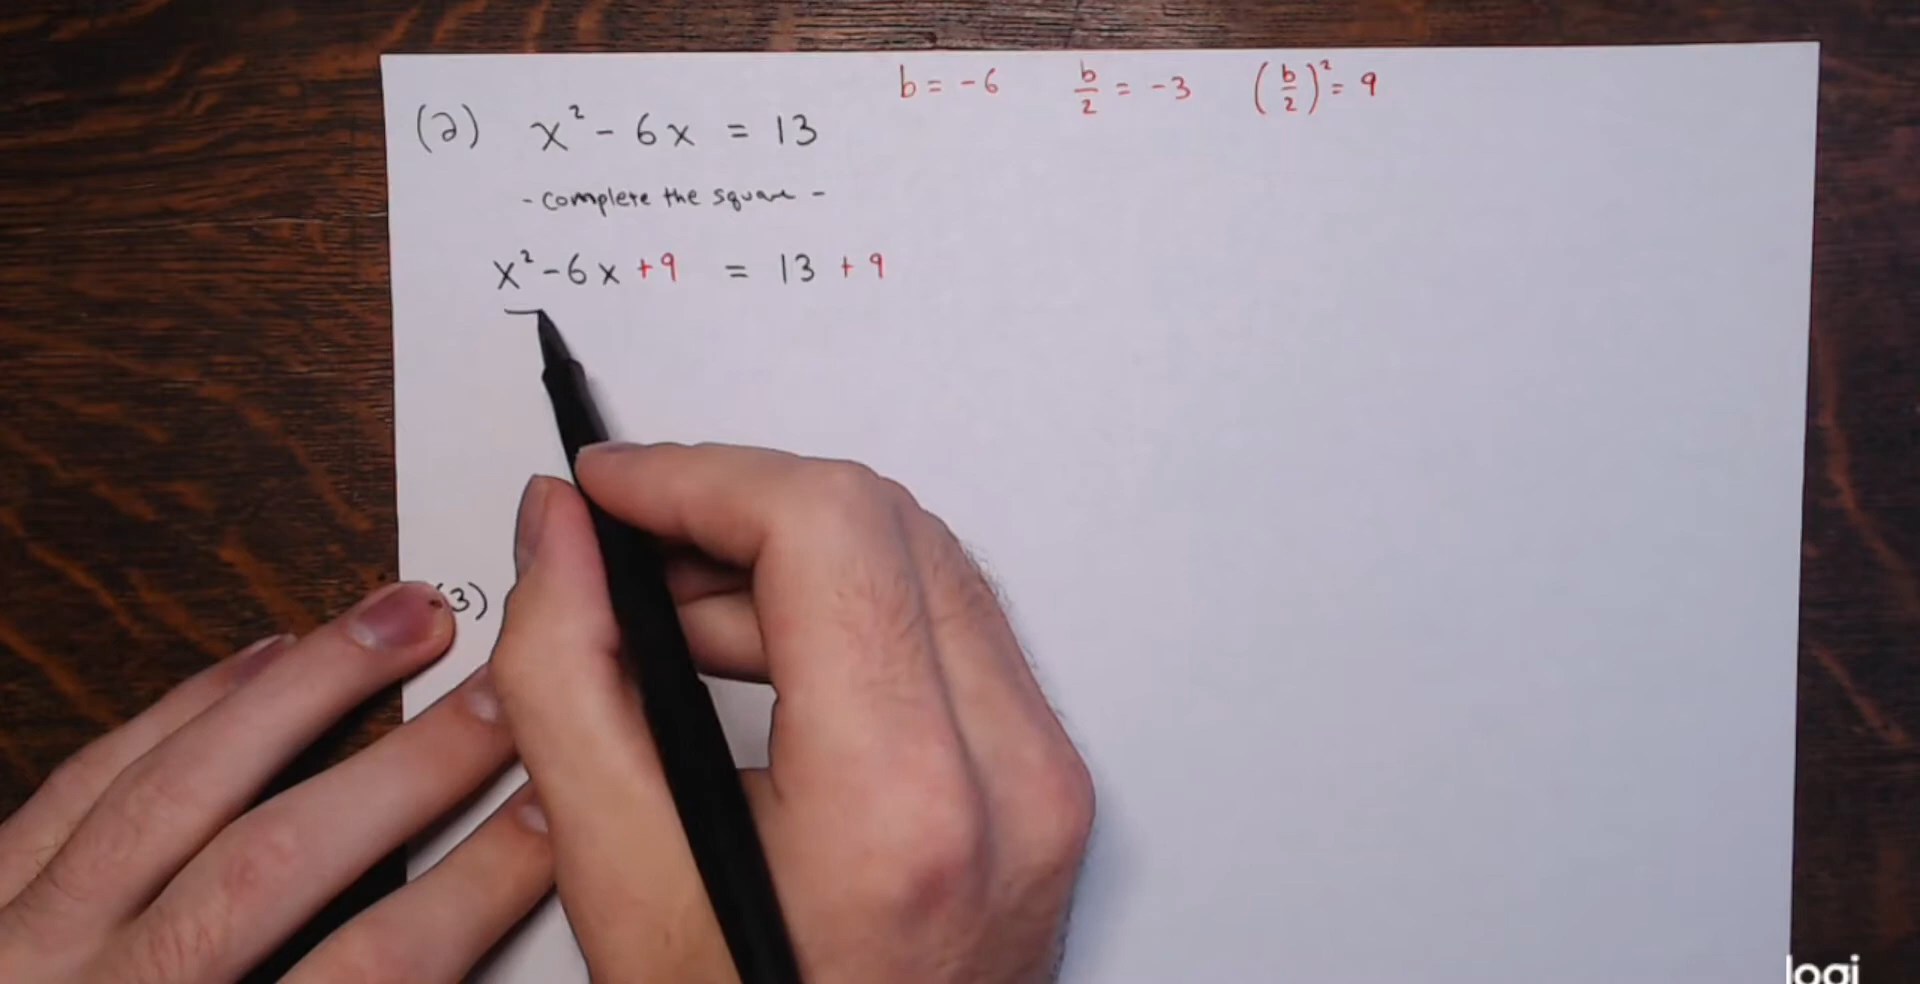 b = -6 b/2 = -3 (b/2)² = 9
(2) x² - 6x = 13
- complete the square -
x² - 6x + 9 = 13 + 9
(3)
logi